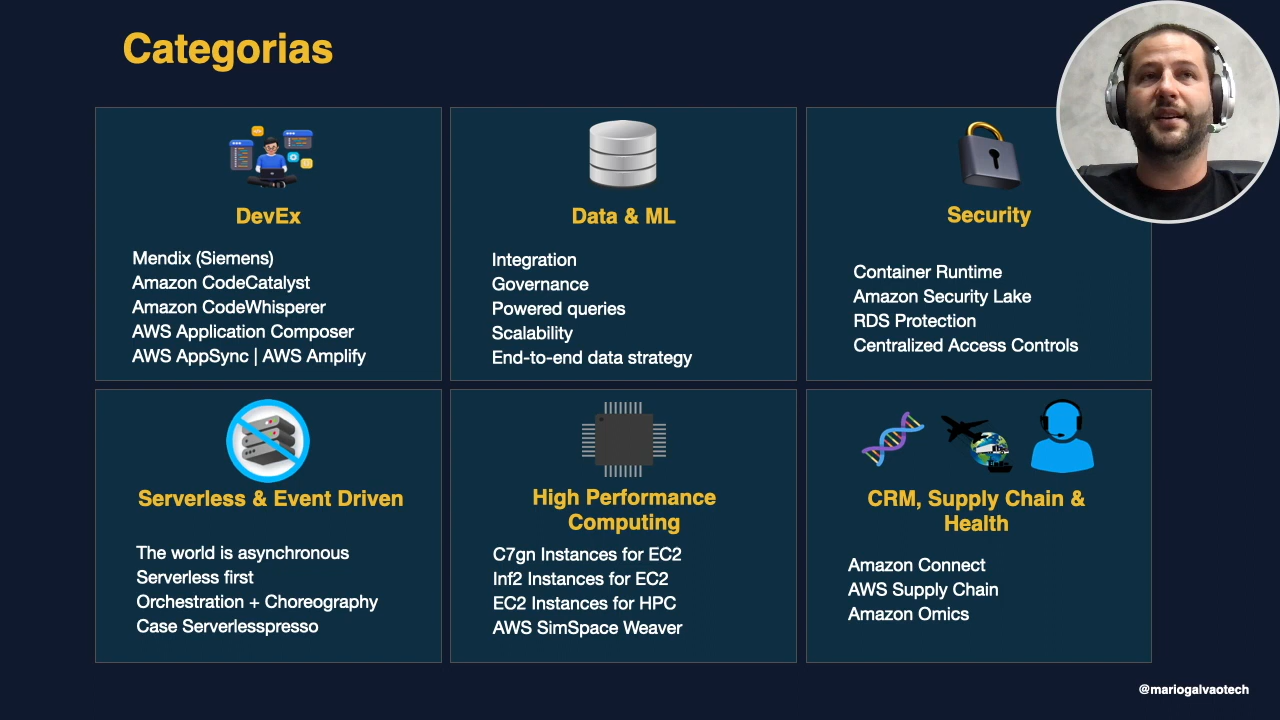 Categorias
DevEx
Mendix (Siemens)
Amazon CodeCatalyst
Amazon CodeWhisperer
AWS Application Composer
AWS AppSync | AWS Amplify
Data & ML
Integration
Governance
Powered queries
Scalability
End-to-end data strategy
Security
Container Runtime
Amazon Security Lake
RDS Protection
Centralized Access Controls
Serverless & Event Driven
The world is asynchronous
Serverless first
Orchestration + Choreography
Case Serverlesspresso
High Performance
Computing
C7gn Instances for EC2
Inf2 Instances for EC2
EC2 Instances for HPC
AWS SimSpace Weaver
CRM, Supply Chain &
Health
Amazon Connect
AWS Supply Chain
Amazon Omics
@mariogalvaotech